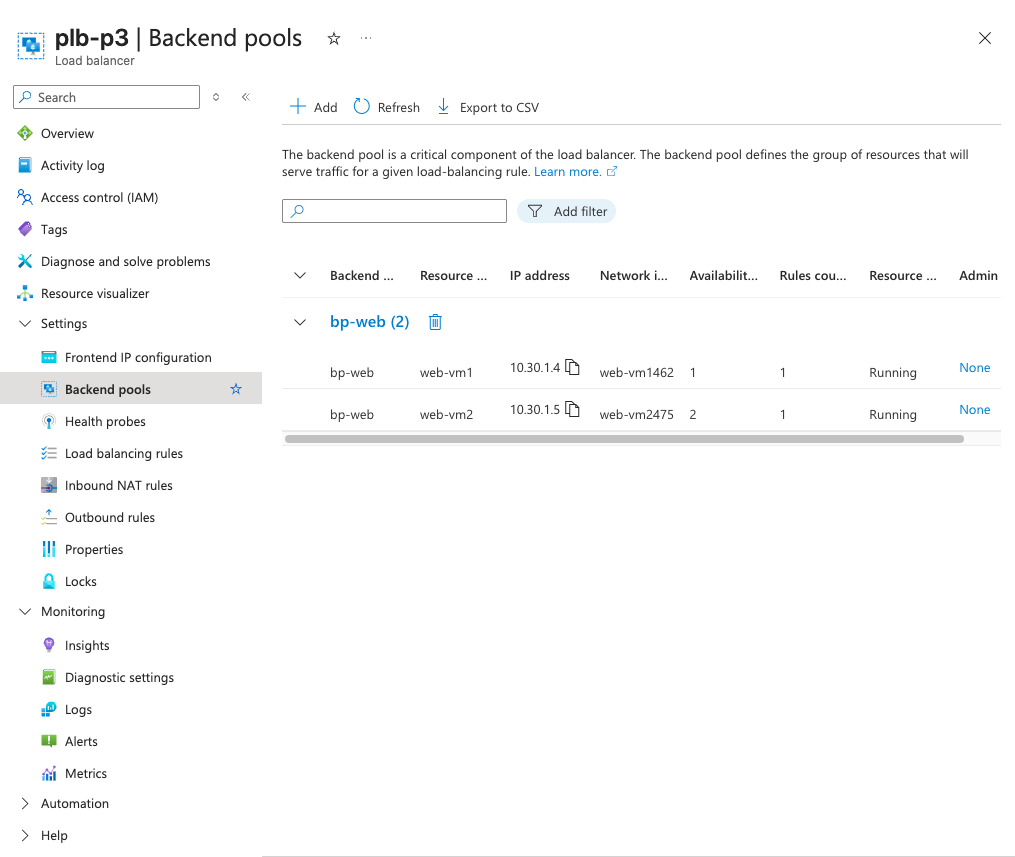 plb-p3 | Backend pools
Load balancer
Search
Overview
Activity log
Access control (IAM)
Tags
Diagnose and solve problems
Resource visualizer
Settings
Frontend IP configuration
Backend pools
Health probes
Load balancing rules
Inbound NAT rules
Outbound rules
Properties
Locks
Monitoring
Insights
Diagnostic settings
Logs
Alerts
Metrics
Automation
Help
Add Refresh Export to CSV
The backend pool is a critical component of the load balancer. The backend pool defines the group of resources that will
serve traffic for a given load-balancing rule. Learn more.
Add filter
Backend ... Resource ... IP address Network i... Availabilit... Rules cou... Resource ... Admin
bp-web (2)
bp-web web-vm1 10.30.1.4 web-vm1462 1 1 Running None
bp-web web-vm2 10.30.1.5 web-vm2475 2 1 Running None